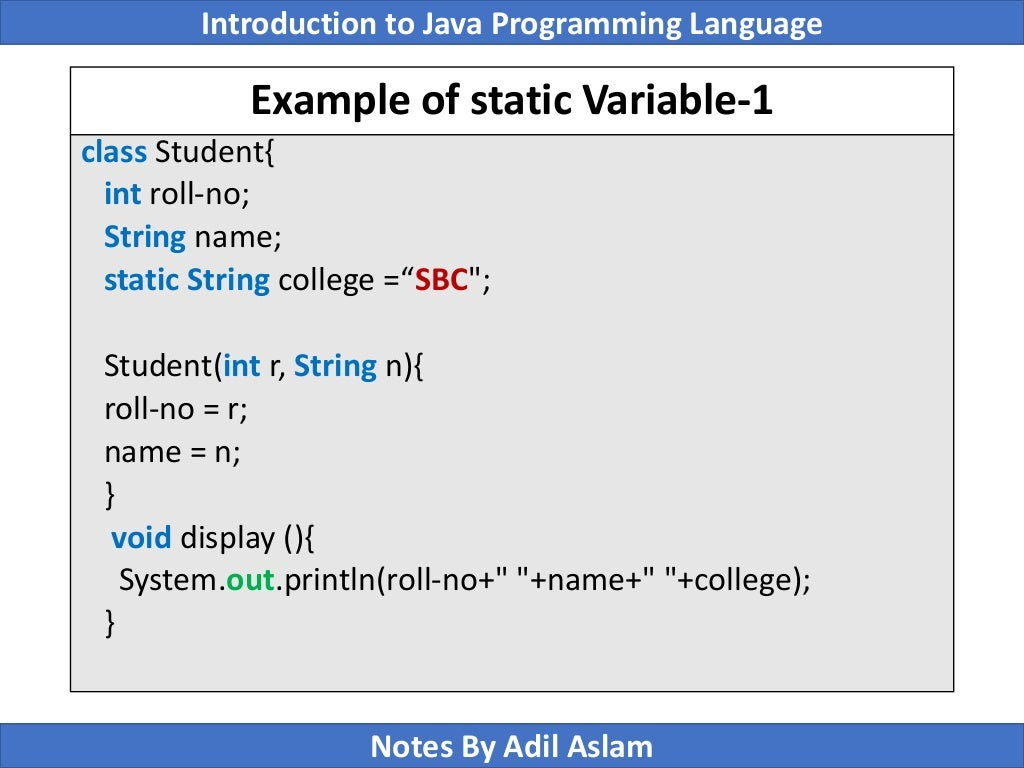 Introduction to Java Programming Language
Example of static Variable-1
class Student{
int roll-no;
String name;
static String college =“SBC";
Student(int r, String n){
roll-no = r;
name = n;
}
void display (){
System.out.println(roll-no+" "+name+" "+college);
}
Notes By Adil Aslam